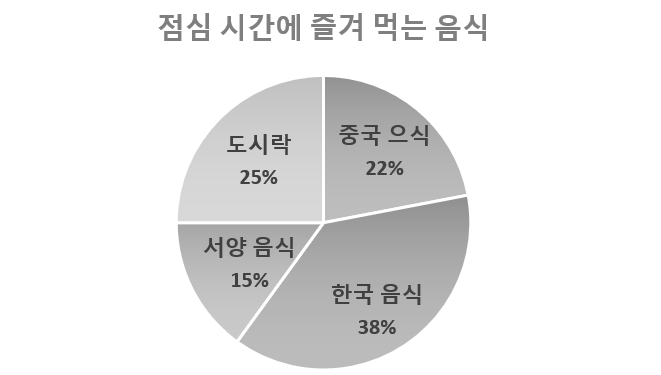 점심 시간에 즐겨 먹는 음식
중국 으식
22%
한국 음식
38%
서양 음식
15%
도시락
25%